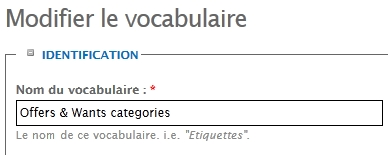 Modifier le vocabulaire
IDENTIFICATION
Nom du vocabulaire : *
Offers & Wants categories
Le nom de ce vocabulaire. i.e. "Etiquettes".